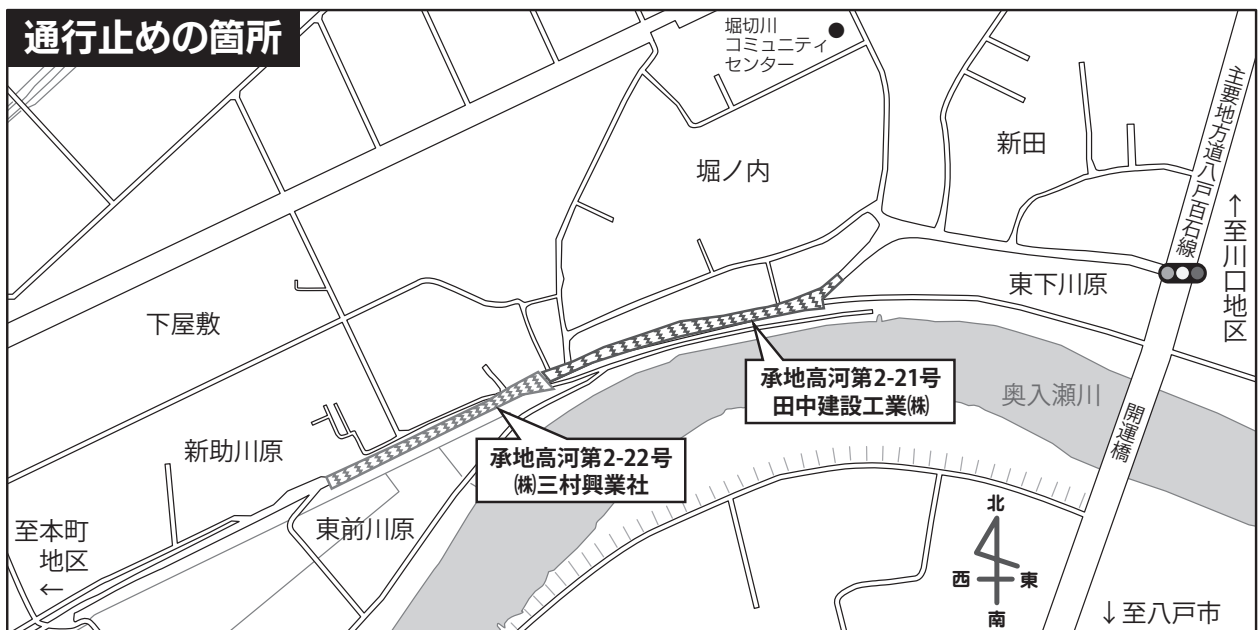 通行止めの箇所
堀切川
コミュニティ
センター
主要地方道八戸百石線
新田
堀ノ内
↑至川口地区
東下川原
下屋敷
承地高河第2-21号
田中建設工業㈱
奥入瀬川
開運橋
新助川原
承地高河第2-22号
㈱三村興業社
東前川原
至本町
地区
←
北
西
東
南
↓至八戸市